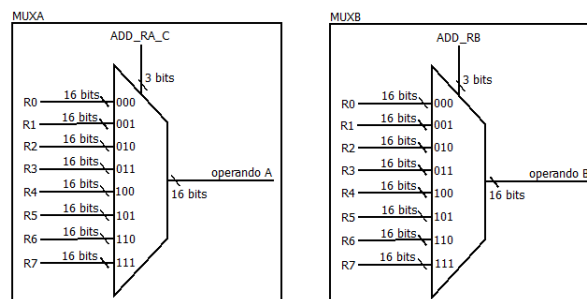 MUXA
ADD_RA_C
3 bits
R0 16 bits 000
R1 16 bits 001
R2 16 bits 010
R3 16 bits 011
R4 16 bits 100
R5 16 bits 101
R6 16 bits 110
R7 16 bits 111
operando A
16 bits
MUXB
ADD_RB
3 bits
R0 16 bits 000
R1 16 bits 001
R2 16 bits 010
R3 16 bits 011
R4 16 bits 100
R5 16 bits 101
R6 16 bits 110
R7 16 bits 111
operando B
16 bits